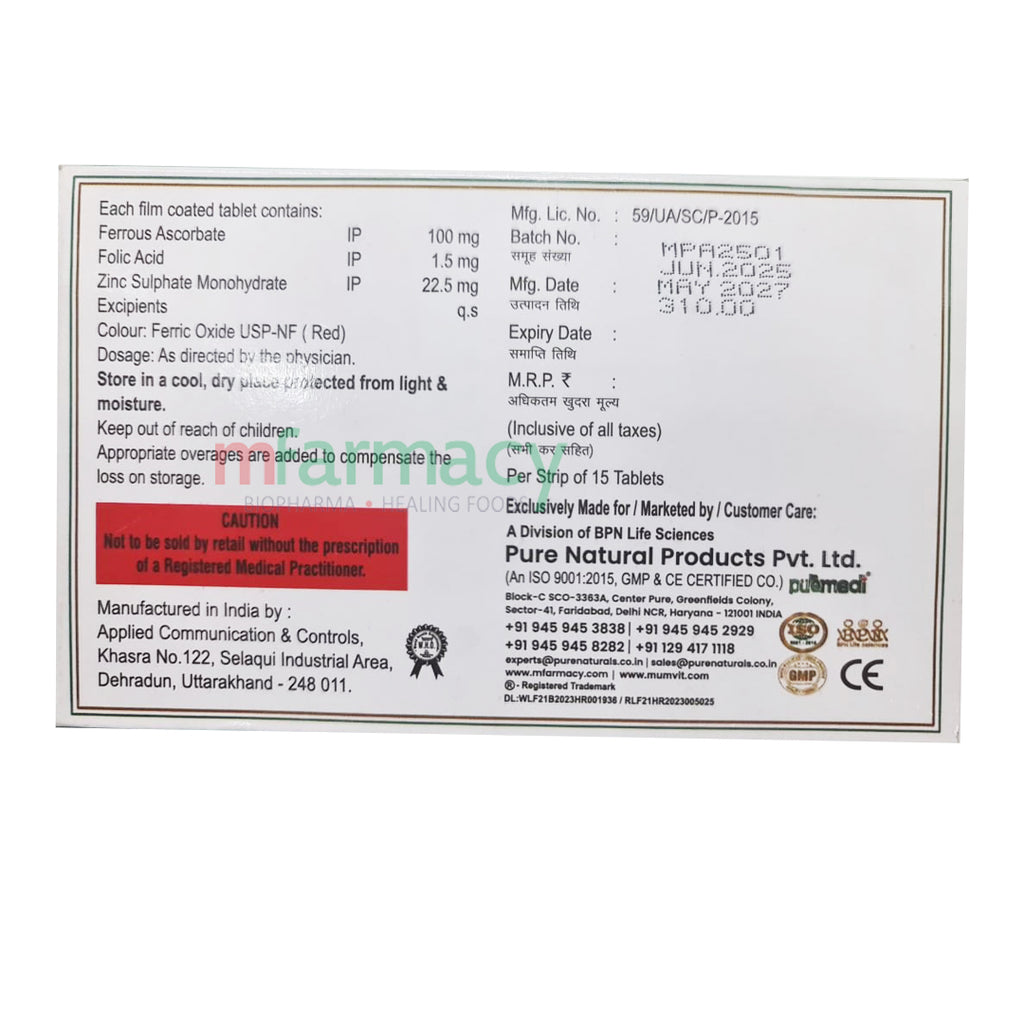 Each film coated tablet contains:
Ferrous Ascorbate IP 100 mg
Folic Acid IP 1.5 mg
Zinc Sulphate Monohydrate IP 22.5 mg
Excipients q.s
Colour: Ferric Oxide USP-NF ( Red)
Dosage: As directed by the physician.
Store in a cool, dry place protected from light &
moisture.
Keep out of reach of children.
Appropriate overages are added to compensate the
loss on storage.
CAUTION
Not to be sold by retail without the prescription
of a Registered Medical Practitioner.
Manufactured in India by :
Applied Communication & Controls,
Khasra No.122, Selaqui Industrial Area,
Dehradun, Uttarakhand - 248 011.
W.H.O.
mfarmacy
BIOPHARMA • HEALING FOODS
Mfg. Lic. No. : 59/UA/SC/P-2015
Batch No. :
समूह संख्या
MPA2501
JUN.2025
MAY 2027
310.00
Mfg. Date :
उत्पादन तिथि
Expiry Date :
समाप्ति तिथि
M.R.P. ₹ :
अधिकतम खुदरा मूल्य
(Inclusive of all taxes)
(सभी कर सहित)
Per Strip of 15 Tablets
Exclusively Made for / Marketed by / Customer Care:
A Division of BPN Life Sciences
Pure Natural Products Pvt. Ltd.
(An ISO 9001:2015, GMP & CE CERTIFIED CO.) puremedi®
Block-C SCO-3363A, Center Pure, Greenfields Colony,
Sector-41, Faridabad, Delhi NCR, Haryana - 121001 INDIA
+91 945 945 3838 | +91 945 945 2929
+91 945 945 8282 | +91 129 417 1118
experts@purenaturals.co.in | sales@purenaturals.co.in
www.mfarmacy.com | www.mumvit.com
®- Registered Trademark
DL:WLF21B2023HR001936 / RLF21HR2023005025
ISO
BPN
BPN Life Sciences
GMP
CE